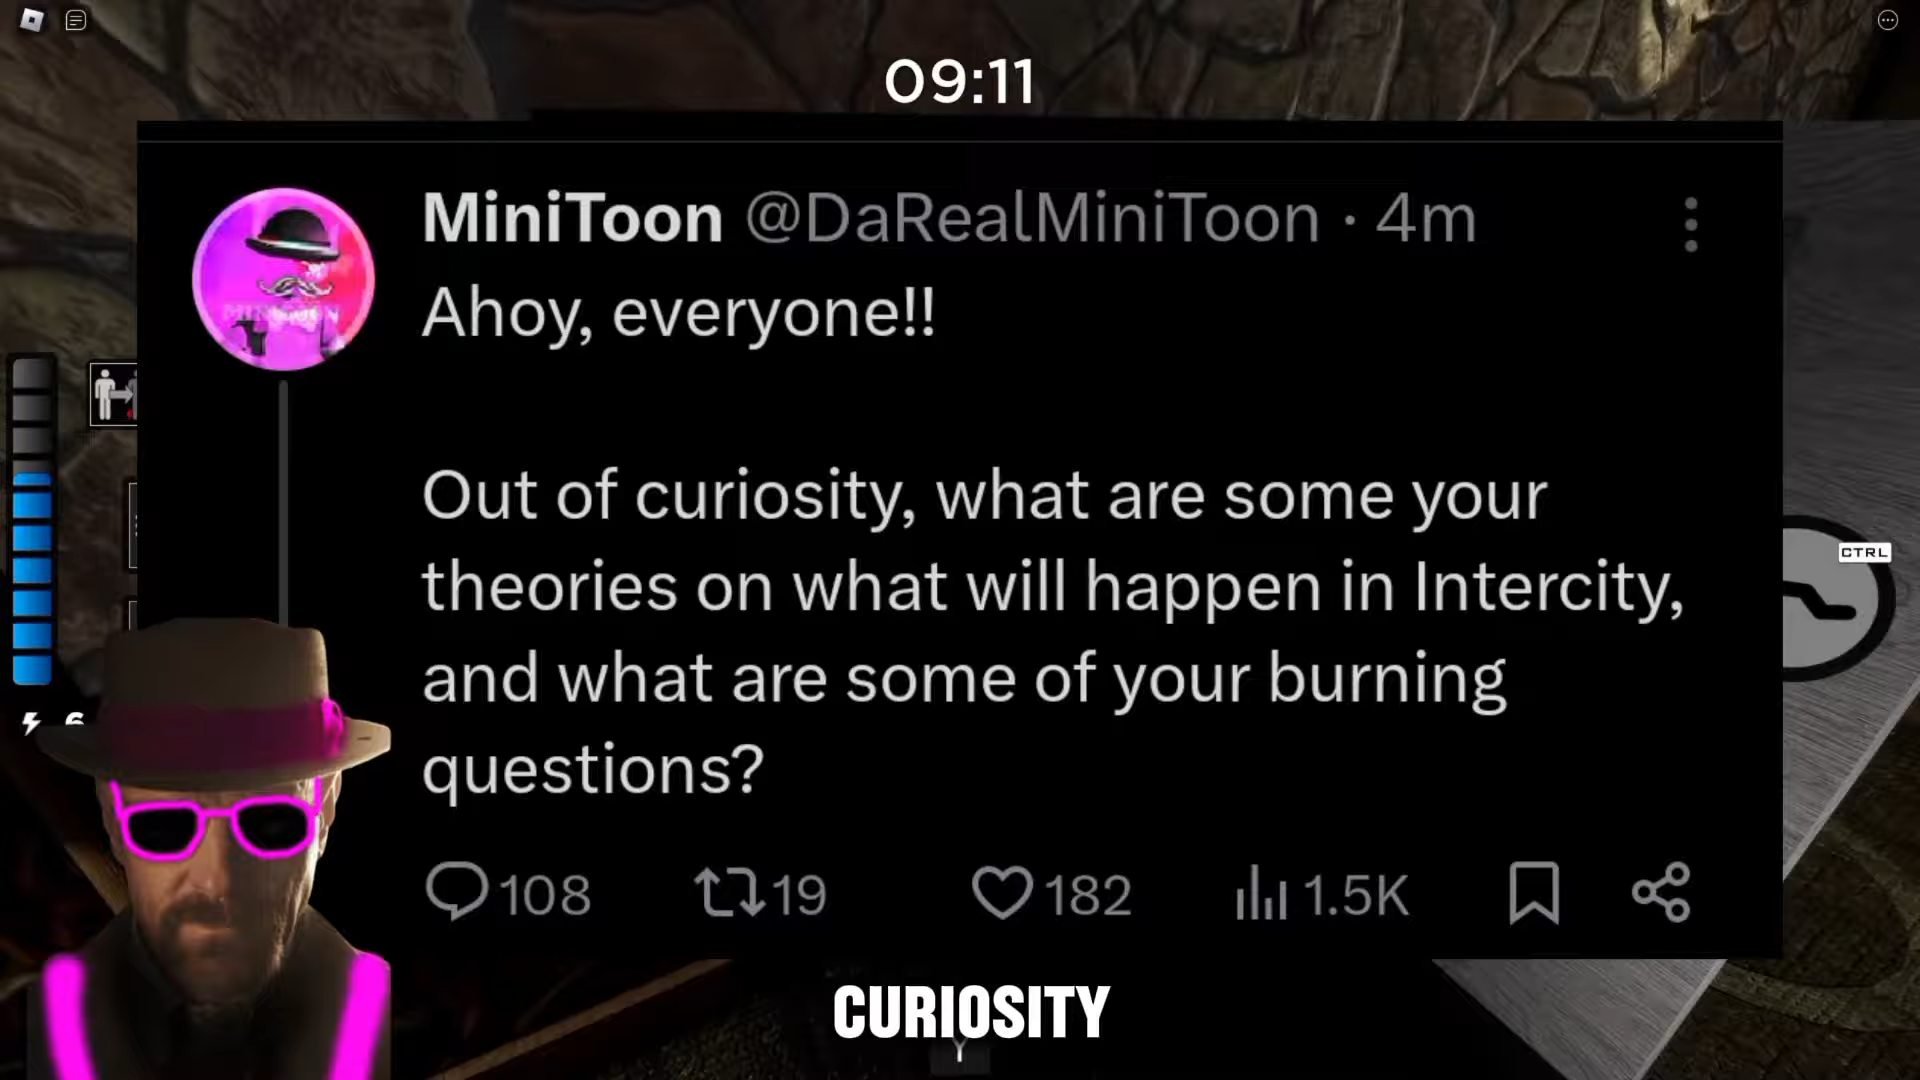 09:11
MiniToon @DaRealMiniToon · 4m
Ahoy, everyone!!
Out of curiosity, what are some your
theories on what will happen in Intercity,
and what are some of your burning
questions?
108 19 182 1.5K
CTRL
6
CURIOSITY
Y